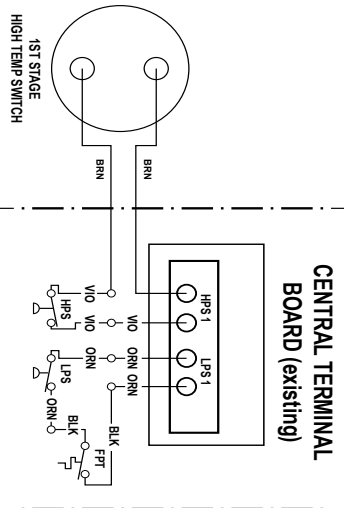 1ST STAGE
HIGH TEMP SWITCH
BRN
BRN
CENTRAL TERMINAL
BOARD (existing)
HPS 1
LPS 1
VIO
VIO
VIO
HPS
ORN
ORN
ORN
LPS
ORN
BLK
BLK
FPT